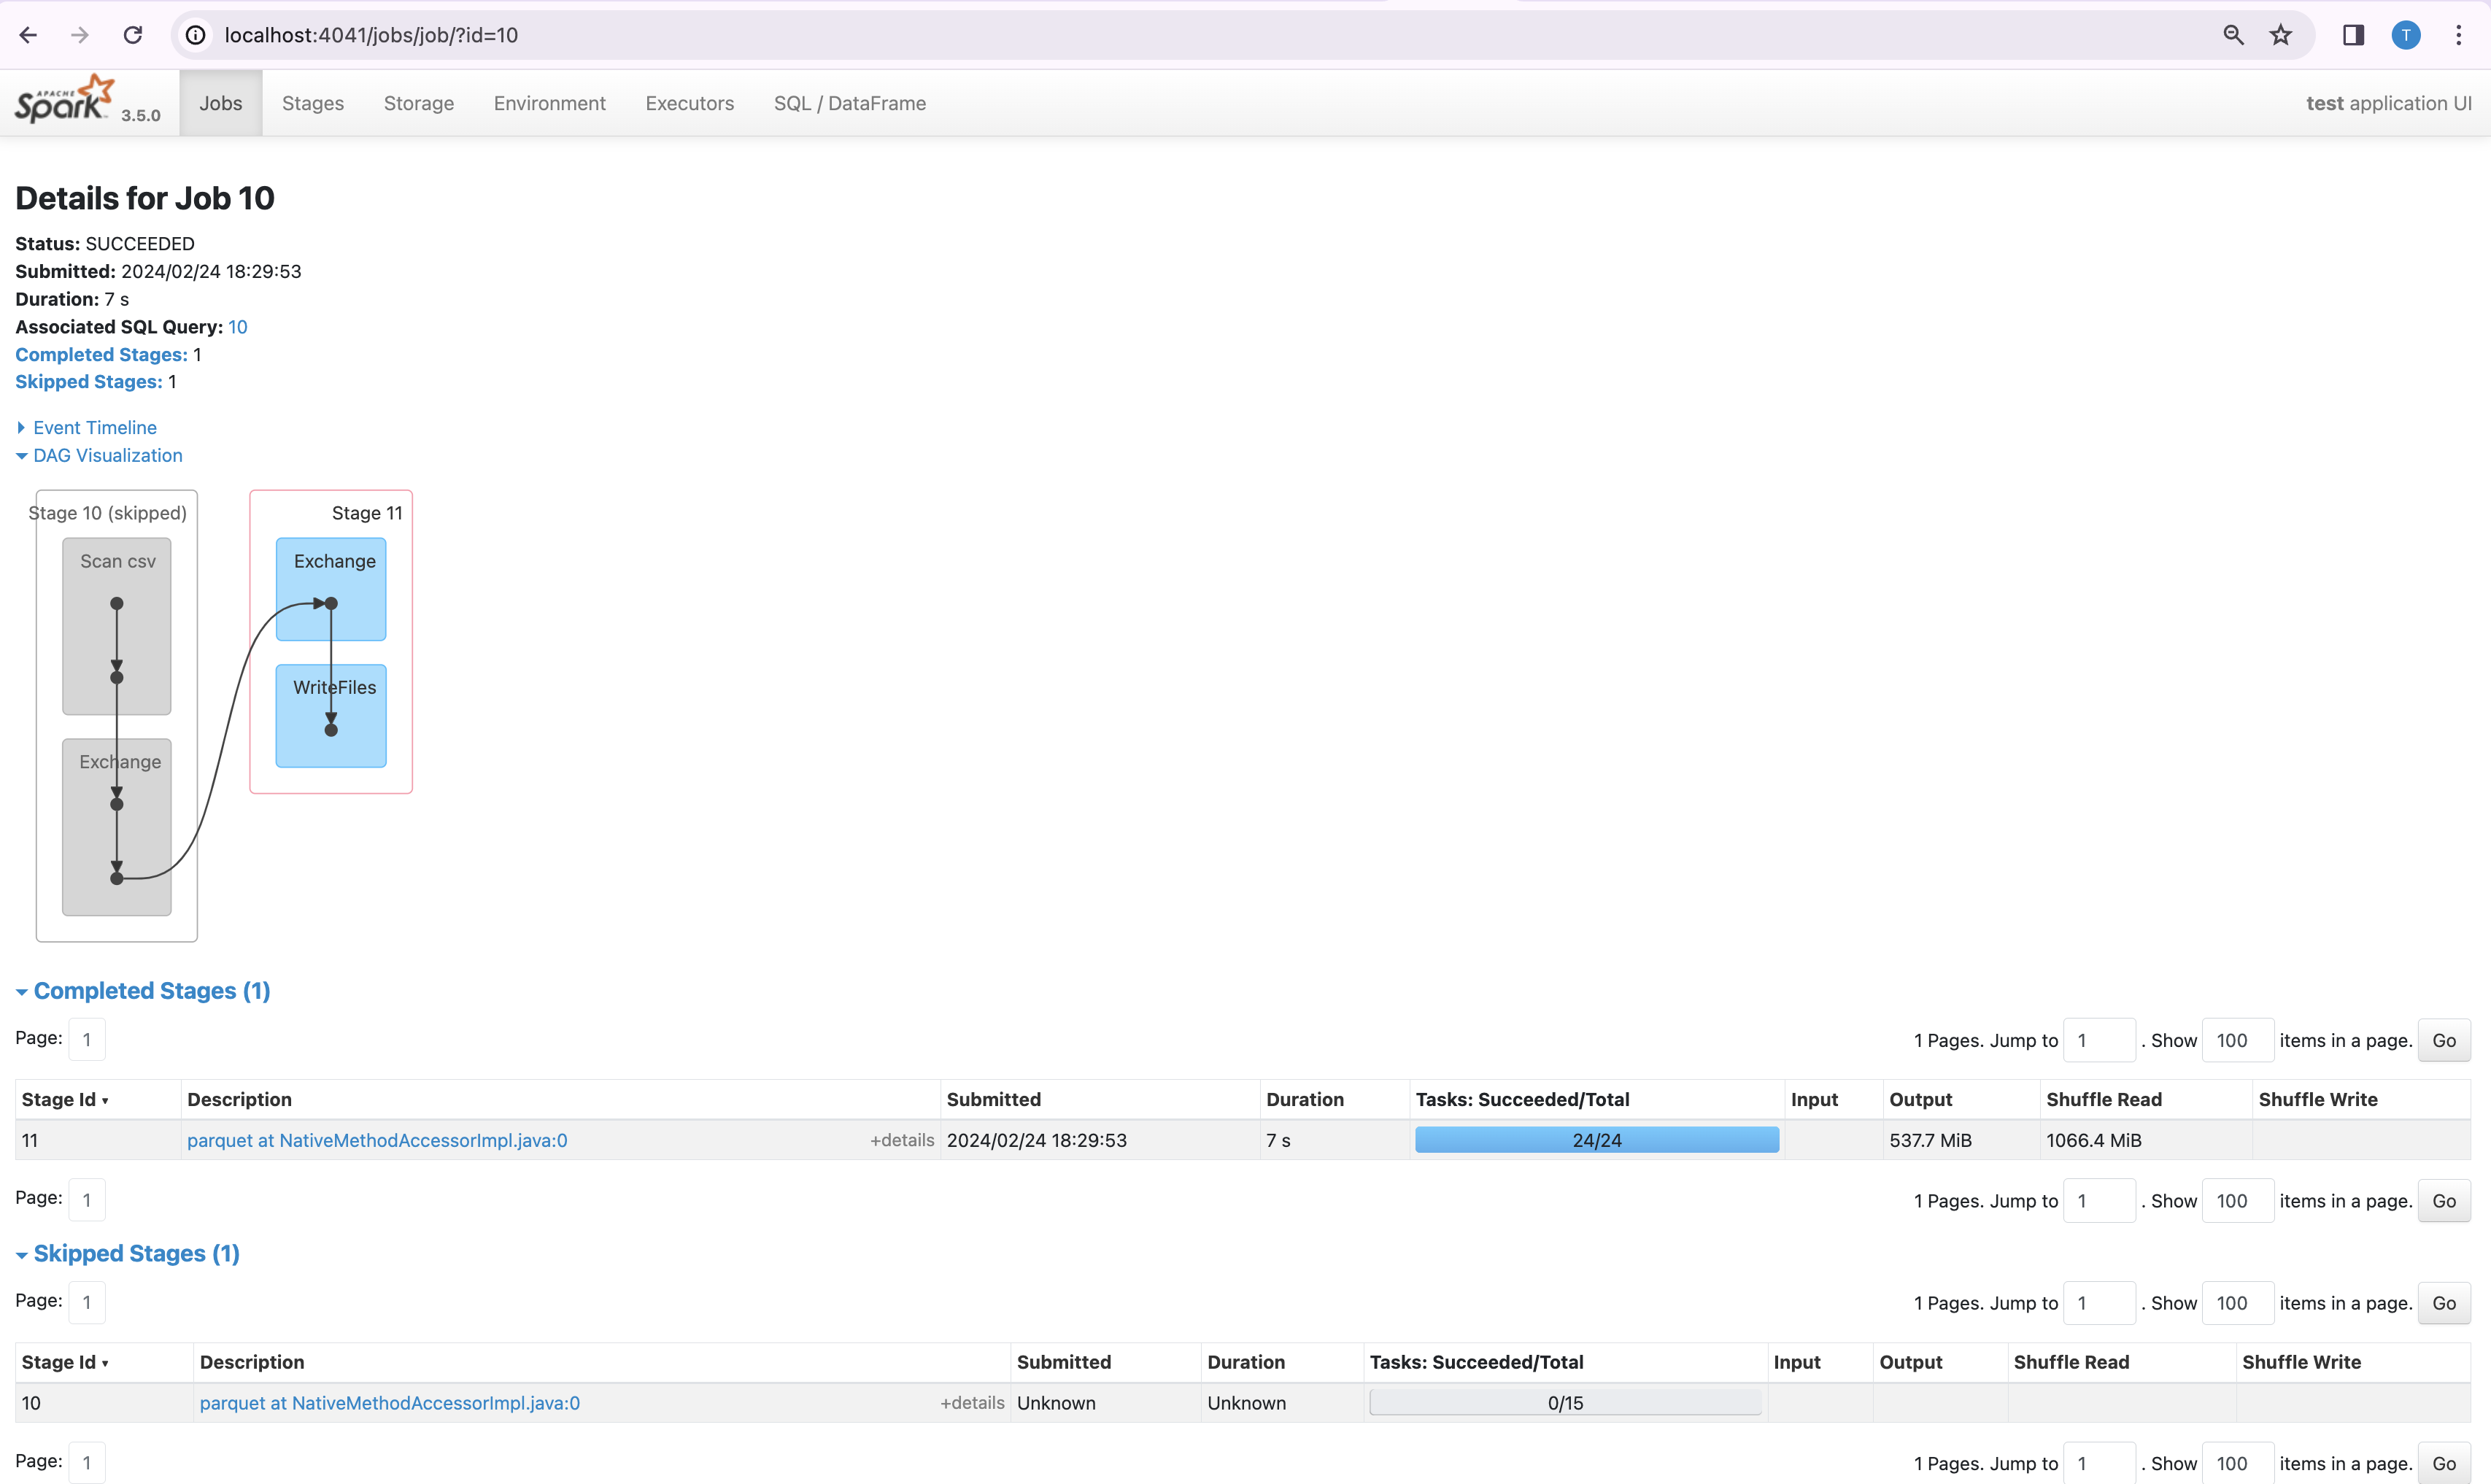 localhost:4041/jobs/job/?id=10
T
APACHE Spark 3.5.0 Jobs Stages Storage Environment Executors SQL / DataFrame test application UI
Details for Job 10
Status: SUCCEEDED
Submitted: 2024/02/24 18:29:53
Duration: 7 s
Associated SQL Query: 10
Completed Stages: 1
Skipped Stages: 1
Event Timeline
DAG Visualization
Stage 10 (skipped)
Scan csv
Exchange
Stage 11
Exchange
WriteFiles
Completed Stages (1)
Page: 1 1 Pages. Jump to 1 . Show 100 items in a page. Go
Stage Id ▾ Description Submitted Duration Tasks: Succeeded/Total Input Output Shuffle Read Shuffle Write
11 parquet at NativeMethodAccessorImpl.java:0 +details 2024/02/24 18:29:53 7 s 24/24 537.7 MiB 1066.4 MiB
Page: 1 1 Pages. Jump to 1 . Show 100 items in a page. Go
Skipped Stages (1)
Page: 1 1 Pages. Jump to 1 . Show 100 items in a page. Go
Stage Id ▾ Description Submitted Duration Tasks: Succeeded/Total Input Output Shuffle Read Shuffle Write
10 parquet at NativeMethodAccessorImpl.java:0 +details Unknown Unknown 0/15
Page: 1 1 Pages. Jump to 1 . Show 100 items in a page. Go